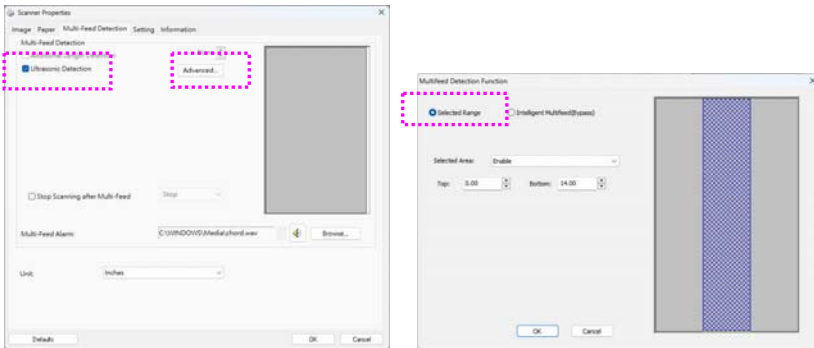 Scanner Properties
Image Paper Multi-Feed Detection Setting Information
Multi-Feed Detection
Ultrasonic Detection
Advanced...
Stop Scanning after Multi-Feed
Stop
Multi-Feed Alarm:
C:\WINDOWS\Media\chord.wav
Browse...
Unit:
Inches
Defaults
OK
Cancel
Multifeed Detection Function
Selected Range
Intelligent Multifeed(Bypass)
Selected Area:
Enable
Top:
0.00
Bottom:
14.00
OK
Cancel